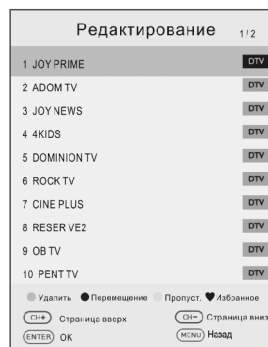 Редактирование 1/2
1 JOY PRIME DTV
2 ADOM TV DTV
3 JOY NEWS DTV
4 4KIDS DTV
5 DOMINION TV DTV
6 ROCK TV DTV
7 CINE PLUS DTV
8 RESERVE2 DTV
9 OB TV DTV
10 PENT TV DTV
Удалить Перемещение Пропуст. Избранное
CH+ Страница вверх CH- Страница вниз
ENTER OK MENU Назад